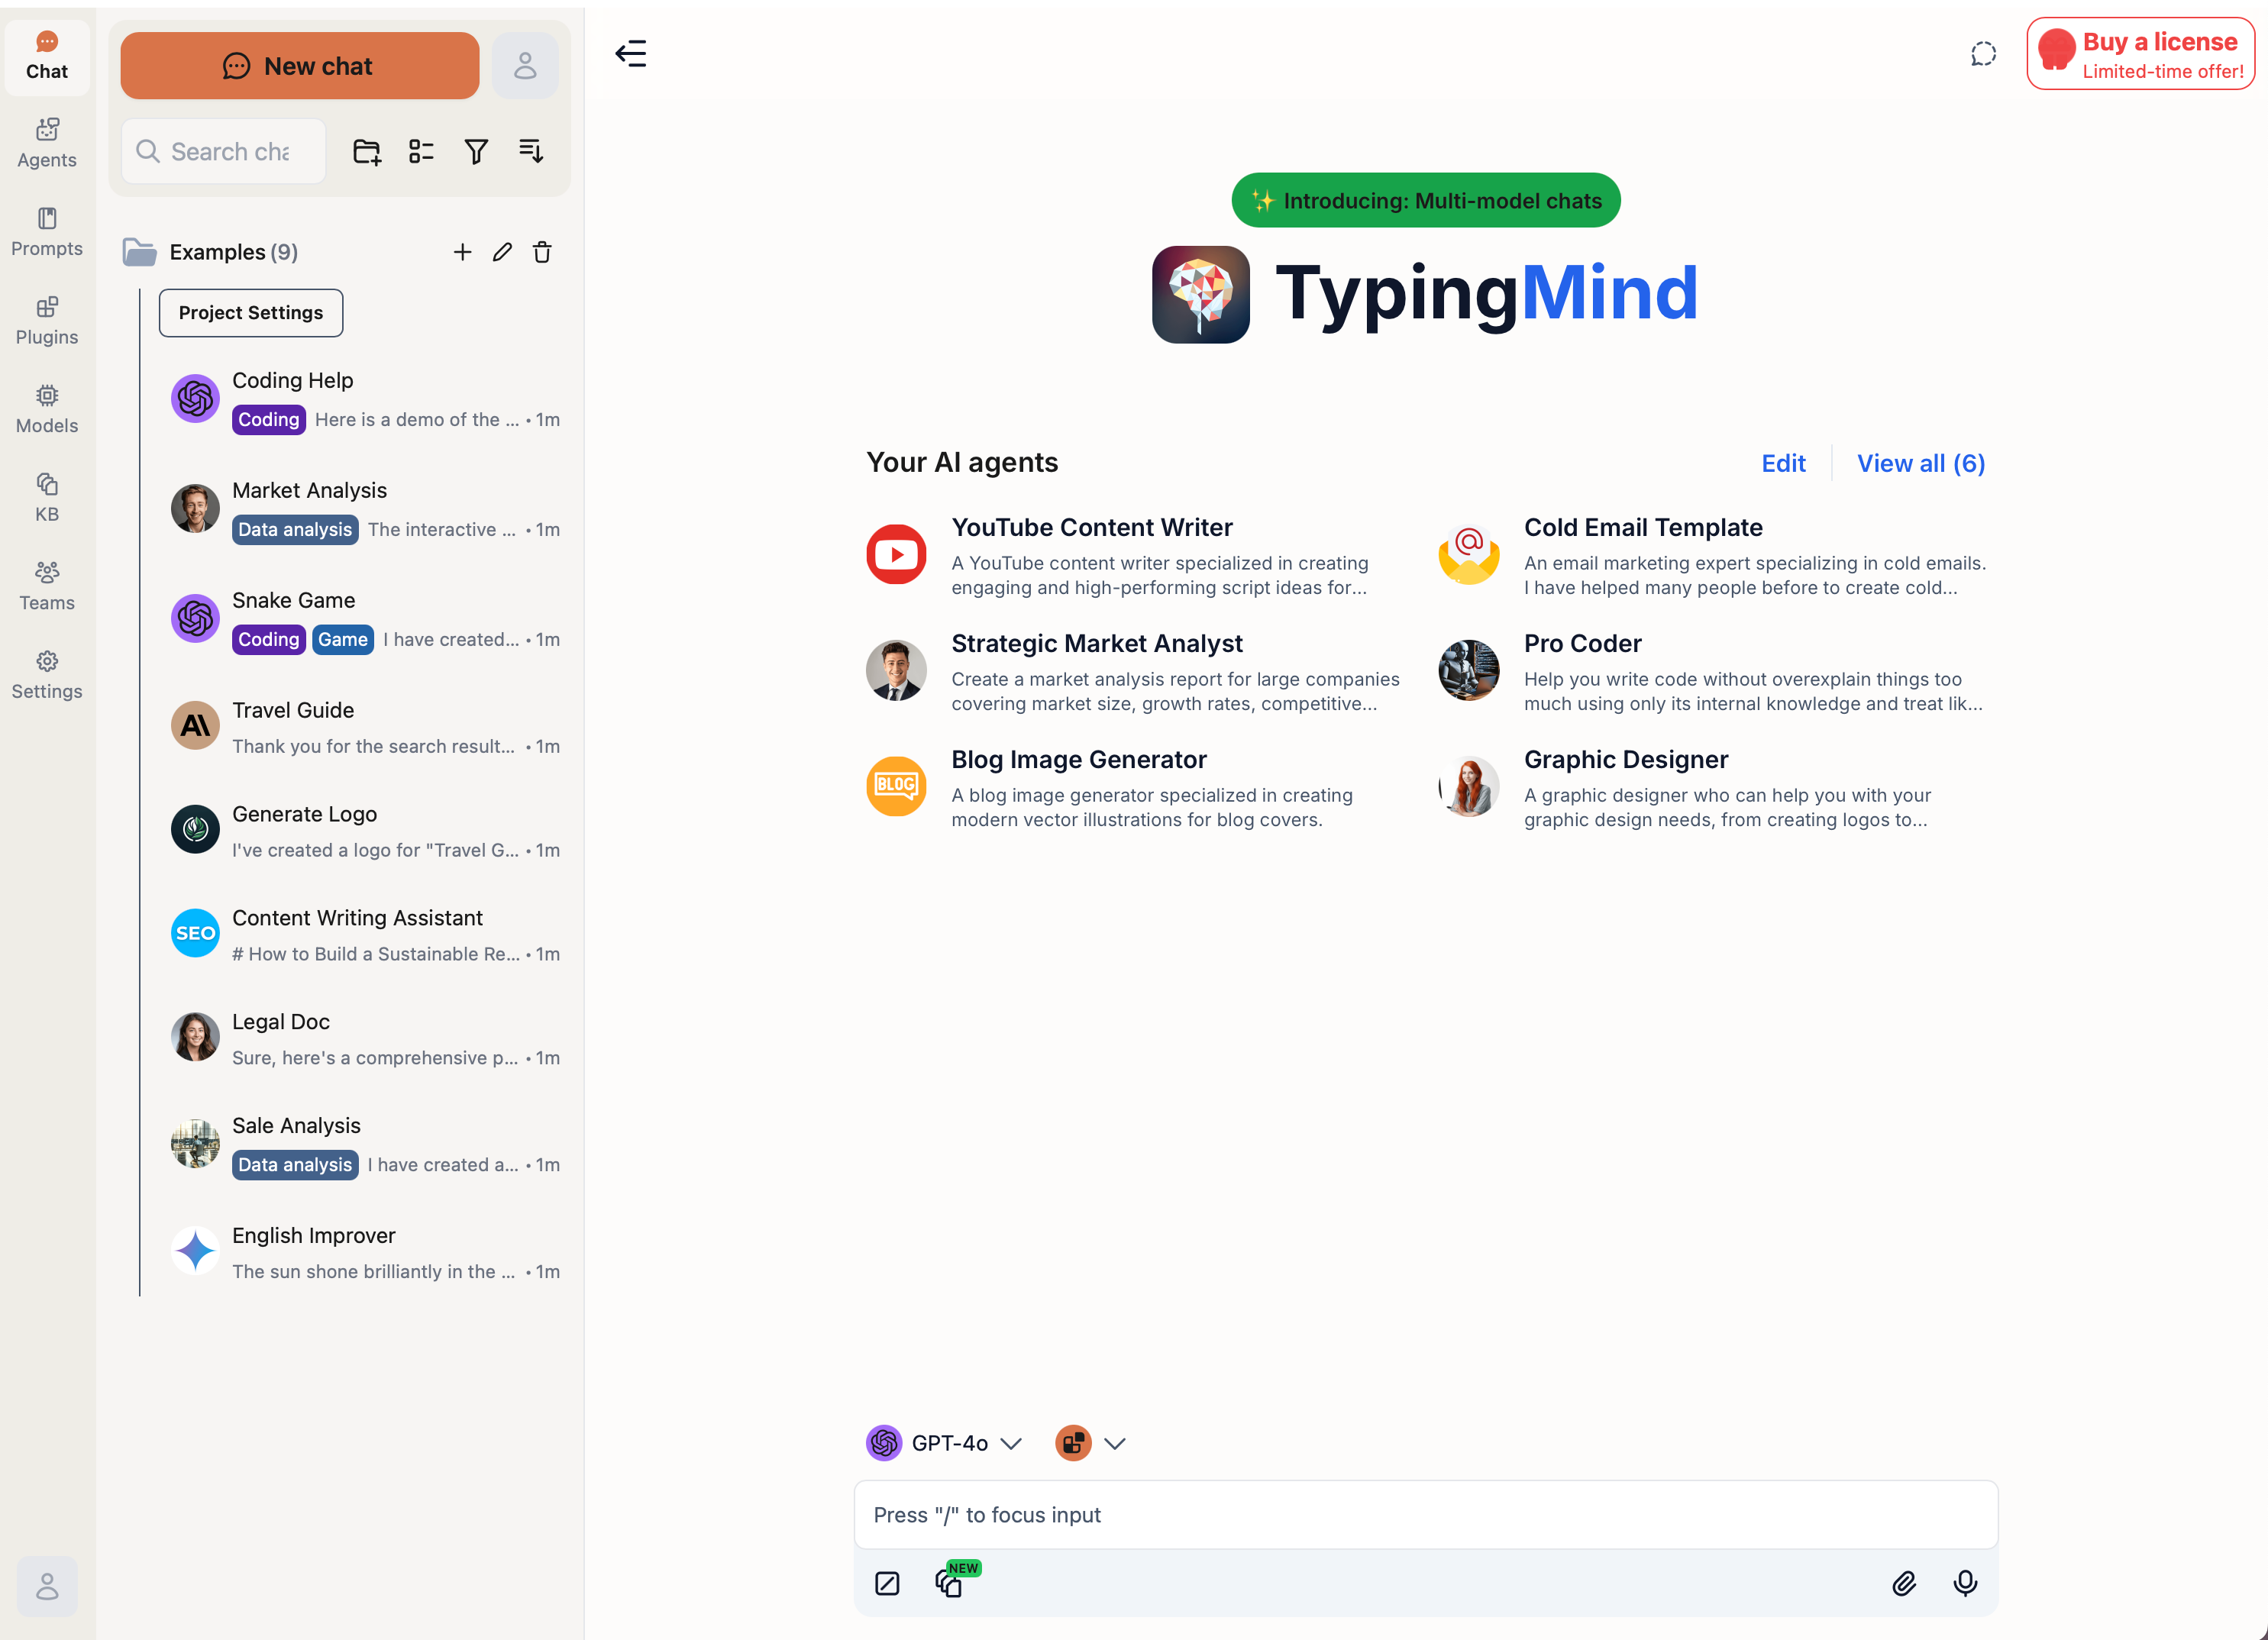 Chat
Agents
Prompts
Plugins
Models
KB
Teams
Settings
New chat
Search cha
Examples (9)
Project Settings
Coding Help
Coding Here is a demo of the ... • 1m
Market Analysis
Data analysis The interactive ... • 1m
Snake Game
Coding Game I have created... • 1m
Travel Guide
Thank you for the search result... • 1m
Generate Logo
I've created a logo for "Travel G... • 1m
SEO
Content Writing Assistant
# How to Build a Sustainable Re... • 1m
Legal Doc
Sure, here's a comprehensive p... • 1m
Sale Analysis
Data analysis I have created a... • 1m
English Improver
The sun shone brilliantly in the ... • 1m
Buy a license
Limited-time offer!
✨ Introducing: Multi-model chats
TypingMind
Your AI agents
Edit
View all (6)
YouTube Content Writer
A YouTube content writer specialized in creating
engaging and high-performing script ideas for...
Cold Email Template
An email marketing expert specializing in cold emails.
I have helped many people before to create cold...
Strategic Market Analyst
Create a market analysis report for large companies
covering market size, growth rates, competitive...
Pro Coder
Help you write code without overexplain things too
much using only its internal knowledge and treat lik...
BLOG
Blog Image Generator
A blog image generator specialized in creating
modern vector illustrations for blog covers.
Graphic Designer
A graphic designer who can help you with your
graphic design needs, from creating logos to...
GPT-4o
Press "/" to focus input
NEW